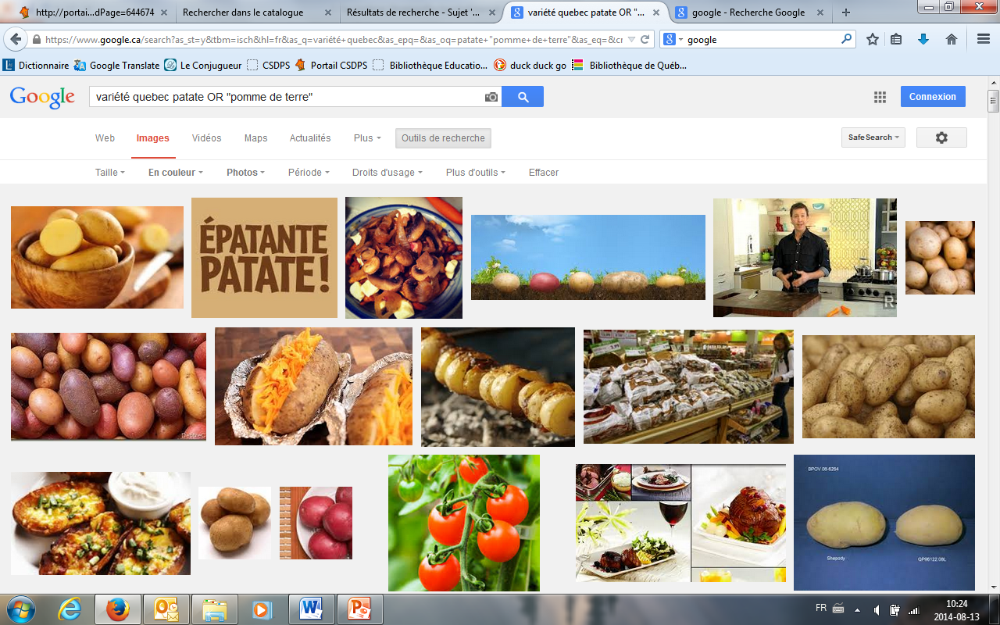 http://portai...dPage=644674
Rechercher dans le catalogue
Résultats de recherche - Sujet '...
variété quebec patate OR "...
google - Recherche Google
https://www.google.ca/search?as_st=y&tbm=isch&hl=fr&as_q=variété+quebec&as_epq=&as_oq=patate+"pomme+de+terre"&as_eq=&cr
google
Dictionnaire
Google Translate
Le Conjugueur
CSDPS
Portail CSDPS
Bibliothèque Educatio...
duck duck go
Bibliothèque de Québ...
Google
variété quebec patate OR "pomme de terre"
Connexion
Web
Images
Vidéos
Maps
Actualités
Plus
Outils de recherche
SafeSearch
Taille
En couleur
Photos
Période
Droits d'usage
Plus d'outils
Effacer
ÉPATANTE
PATATE!
R
DebbieC
BPOV 08-6264
Shepody
QP96122.08L
FR
10:24
2014-08-13